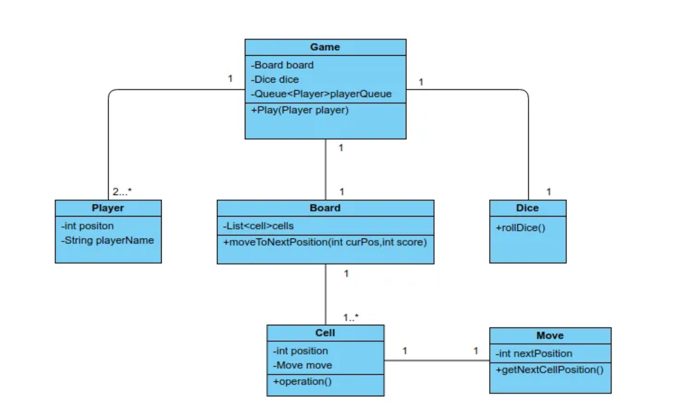 Game
-Board board
-Dice dice
-Queue<Player>playerQueue
+Play(Player player)
1
1
1
2...*
1
1
Player
-int positon
-String playerName
Board
-List<cell>cells
+moveToNextPosition(int curPos,int score)
Dice
+rollDice()
1
1..*
Cell
-int position
-Move move
+operation()
1
1
Move
-int nextPosition
+getNextCellPosition()